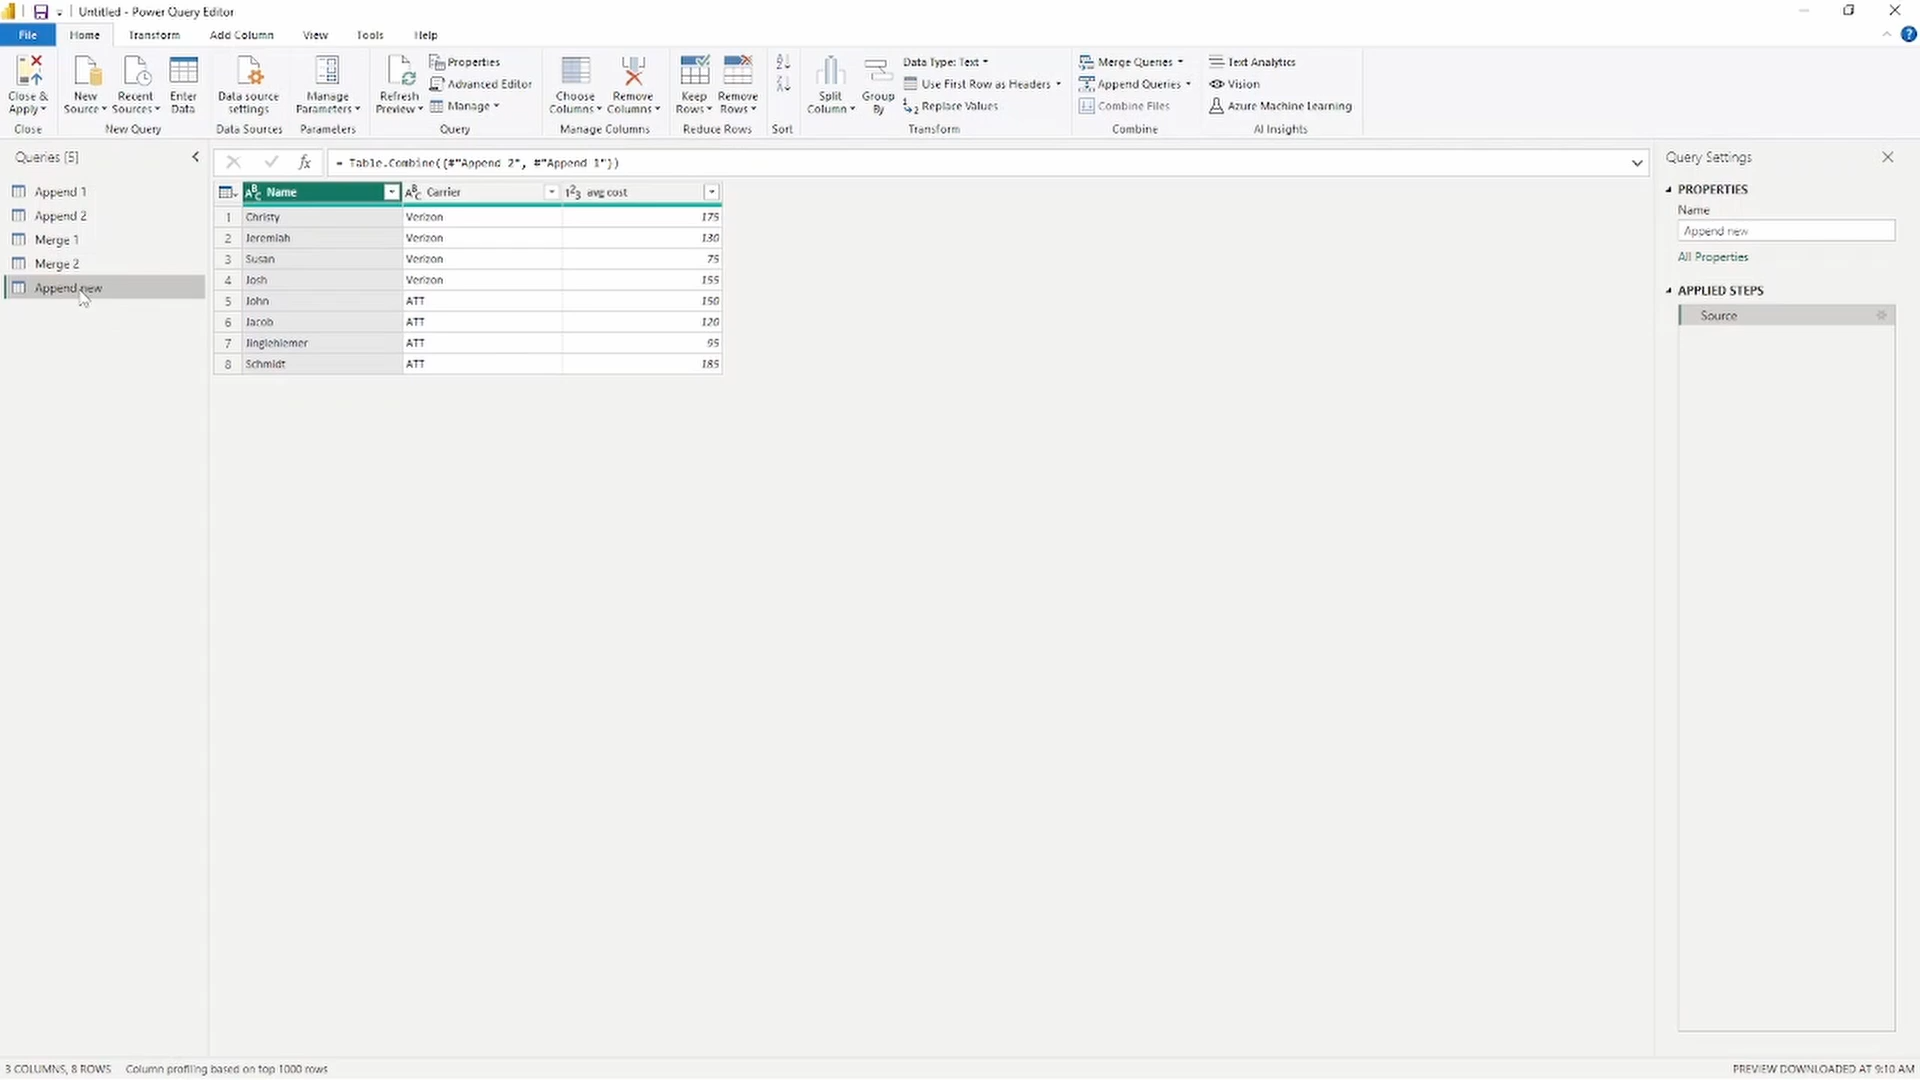 Untitled - Power Query Editor
File Home Transform Add Column View Tools Help
Close & Apply
New Source
Recent Sources
Enter Data
Data source settings
Manage Parameters
Refresh Preview
Properties
Advanced Editor
Manage
Choose Columns
Remove Columns
Keep Rows
Remove Rows
Split Column
Group By
Data Type: Text
Use First Row as Headers
Replace Values
Merge Queries
Append Queries
Combine Files
Text Analytics
Vision
Azure Machine Learning
Close New Query Data Sources Parameters Query Manage Columns Reduce Rows Sort Transform Combine AI Insights
Queries [5]
Append 1
Append 2
Merge 1
Merge 2
Append new
fx = Table.Combine({#"Append 2", #"Append 1"})
ABC Name ABC Carrier 123 avg cost
1 Christy Verizon 175
2 Jeremiah Verizon 130
3 Susan Verizon 75
4 Josh Verizon 155
5 John ATT 150
6 Jacob ATT 120
7 Jinglehiemer ATT 95
8 Schmidt ATT 185
Query Settings
PROPERTIES
Name
Append new
All Properties
APPLIED STEPS
Source
3 COLUMNS, 8 ROWS Column profiling based on top 1000 rows
PREVIEW DOWNLOADED AT 9:10 AM